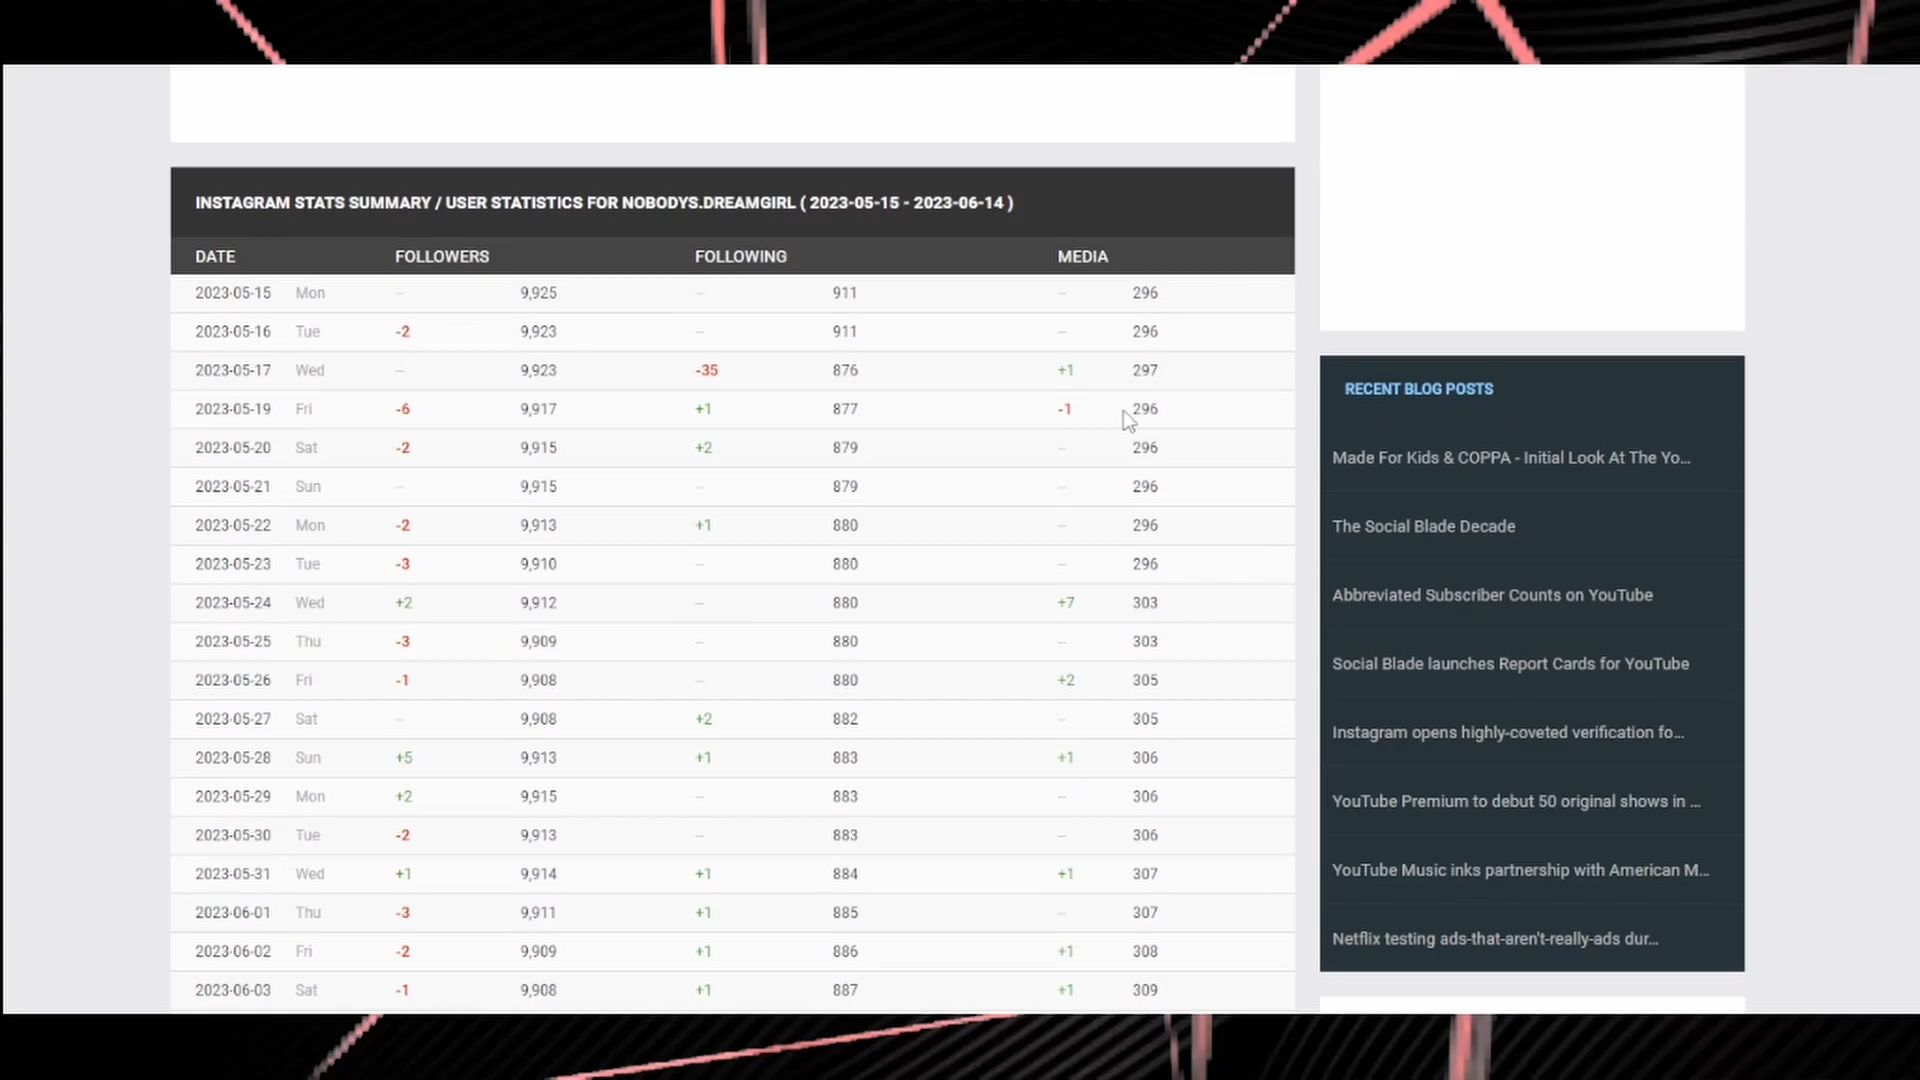 INSTAGRAM STATS SUMMARY / USER STATISTICS FOR NOBODYS.DREAMGIRL ( 2023-05-15 - 2023-06-14 )
DATE FOLLOWERS FOLLOWING MEDIA
2023-05-15 Mon -- 9,925 -- 911 -- 296
2023-05-16 Tue -2 9,923 -- 911 -- 296
2023-05-17 Wed -- 9,923 -35 876 +1 297
2023-05-19 Fri -6 9,917 +1 877 -1 296
2023-05-20 Sat -2 9,915 +2 879 -- 296
2023-05-21 Sun -- 9,915 -- 879 -- 296
2023-05-22 Mon -2 9,913 +1 880 -- 296
2023-05-23 Tue -3 9,910 -- 880 -- 296
2023-05-24 Wed +2 9,912 -- 880 +7 303
2023-05-25 Thu -3 9,909 -- 880 -- 303
2023-05-26 Fri -1 9,908 -- 880 +2 305
2023-05-27 Sat -- 9,908 +2 882 -- 305
2023-05-28 Sun +5 9,913 +1 883 +1 306
2023-05-29 Mon +2 9,915 -- 883 -- 306
2023-05-30 Tue -2 9,913 -- 883 -- 306
2023-05-31 Wed +1 9,914 +1 884 +1 307
2023-06-01 Thu -3 9,911 +1 885 -- 307
2023-06-02 Fri -2 9,909 +1 886 +1 308
2023-06-03 Sat -1 9,908 +1 887 +1 309
RECENT BLOG POSTS
Made For Kids & COPPA - Initial Look At The Yo...
The Social Blade Decade
Abbreviated Subscriber Counts on YouTube
Social Blade launches Report Cards for YouTube
Instagram opens highly-coveted verification fo...
YouTube Premium to debut 50 original shows in ...
YouTube Music inks partnership with American M...
Netflix testing ads-that-aren't-really-ads dur...